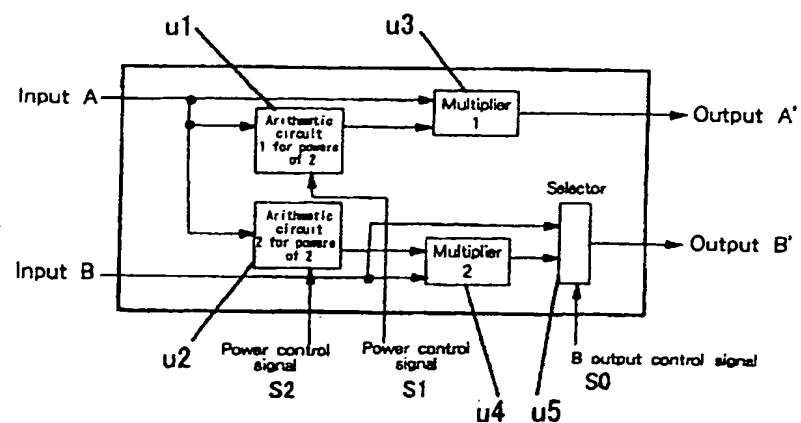 u1
u3
Input A
Arithmetic
circuit
1 for powers
of 2
Multiplier
1
Output A'
Selector
Arithmetic
circuit
2 for powers
of 2
Input B
Multiplier
2
Output B'
u2
Power control
signal
S2
Power control
signal
S1
u4
u5
B output control signal
S0